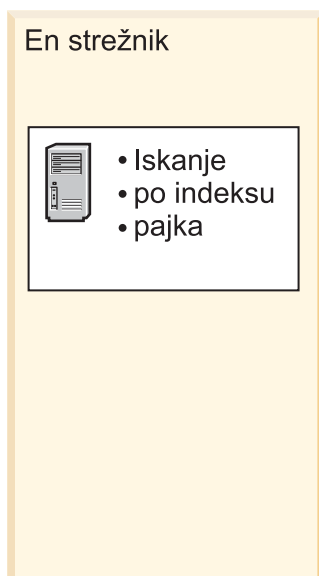 En strežnik
• Iskanje
• po indeksu
• pajka